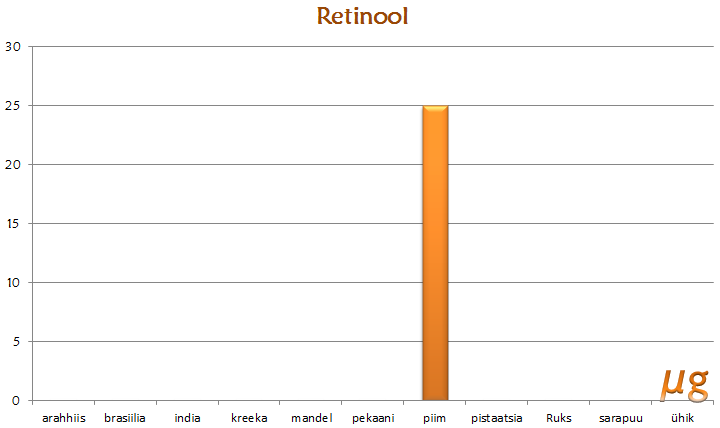 Retinool
30
25
20
15
10
5
0
µg
arahhiis brasiilia india kreeka mandel pekaani piim pistaatsia Ruks sarapuu ühik